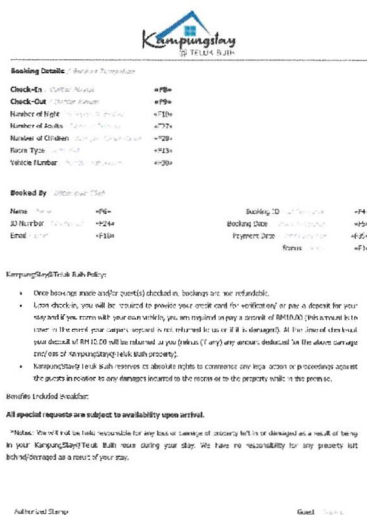 Kampungstay
@ TELUK BUIH
Booking Details /
Check-In «F8»
Check-Out «F9»
Number of Night «F10»
Number of Adults «F27»
Number of Children «F28»
Room Type «F13»
Vehicle Number
Booked By
Name «F6» Booking ID «F4»
ID Number «F24» Booking Date «F5»
Email «F18» Payment Date «F35»
Status
KampungStay@Teluk Buih Policy:
• Once bookings made and/or guest(s) checked in, bookings are non refundable.
• Upon check-in, you will be required to provide your credit card for verification/ or pay a deposit for your
stay and if you come with your own vehicle, you are required to pay a deposit of RM10.00 (this amount is to
cover in the event your carpark keycard is not returned to us or if it is damaged). At the time of check-out
your deposit of RM10.00 will be returned to you (minus (if any) any amount deducted for the above damage
and/or of KampungStay@Teluk Buih property).
• KampungStay@Teluk Buih reserves its absolute rights to commence any legal action or proceedings against
the guests in relation to any damages incurred to the rooms or to the property while in the premise.
Benefits Included Breakfast
All special requests are subject to availability upon arrival.
*Notes: We will not be held responsible for any loss or damage of property left in or damaged as a result of being
in your KampungStay@Teluk Buih room during your stay. We have no responsibility for any property left
behind/damaged as a result of your stay.
Authorized Stamp Guest